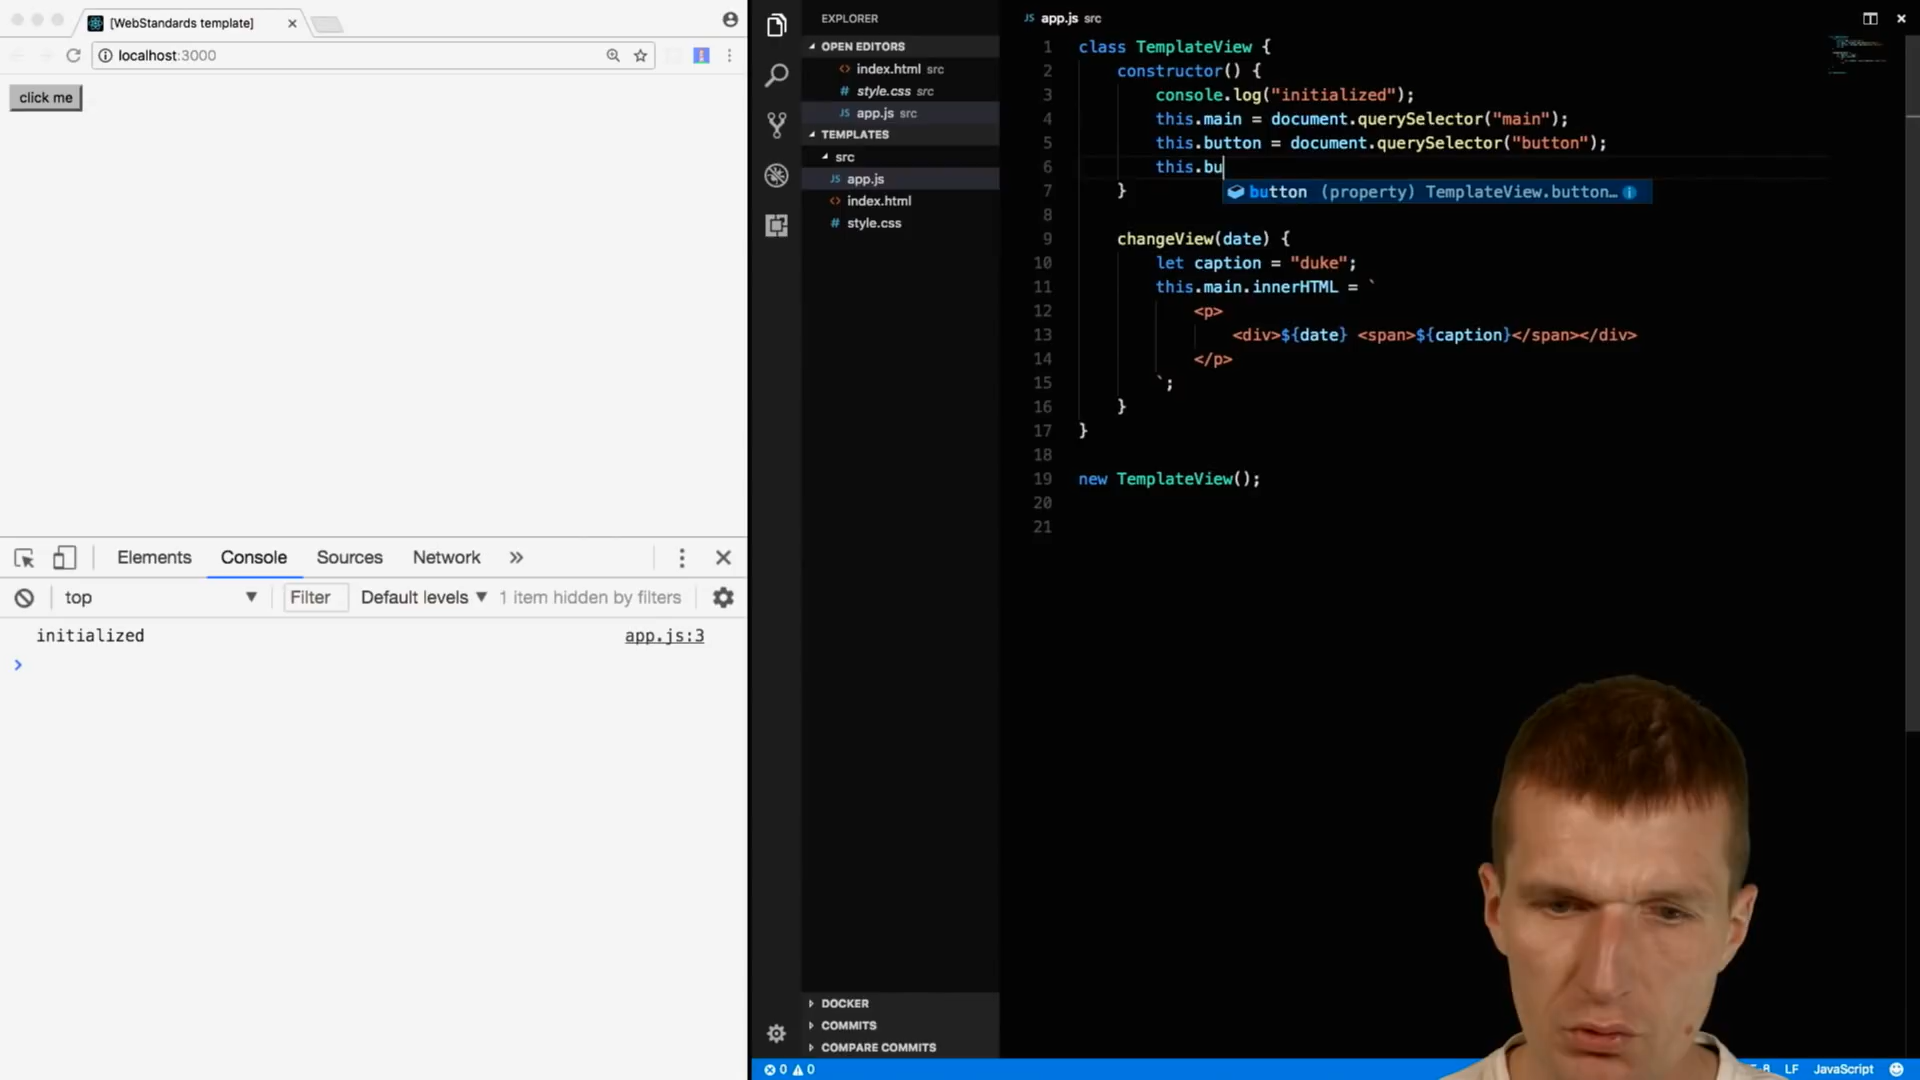 [WebStandards template]
localhost:3000
click me
Elements Console Sources Network »
top Filter Default levels 1 item hidden by filters
initialized app.js:3
EXPLORER
OPEN EDITORS
index.html src
style.css src
app.js src
TEMPLATES
src
app.js
index.html
style.css
DOCKER
COMMITS
COMPARE COMMITS
app.js src
1 class TemplateView {
2 constructor() {
3 console.log("initialized");
4 this.main = document.querySelector("main");
5 this.button = document.querySelector("button");
6 this.bu
button (property) TemplateView.button…
7 }
8
9 changeView(date) {
10 let caption = "duke";
11 this.main.innerHTML = `
12 <p>
13 <div>${date} <span>${caption}</span></div>
14 </p>
15 `;
16 }
17 }
18
19 new TemplateView();
20
21
0 0
LF JavaScript